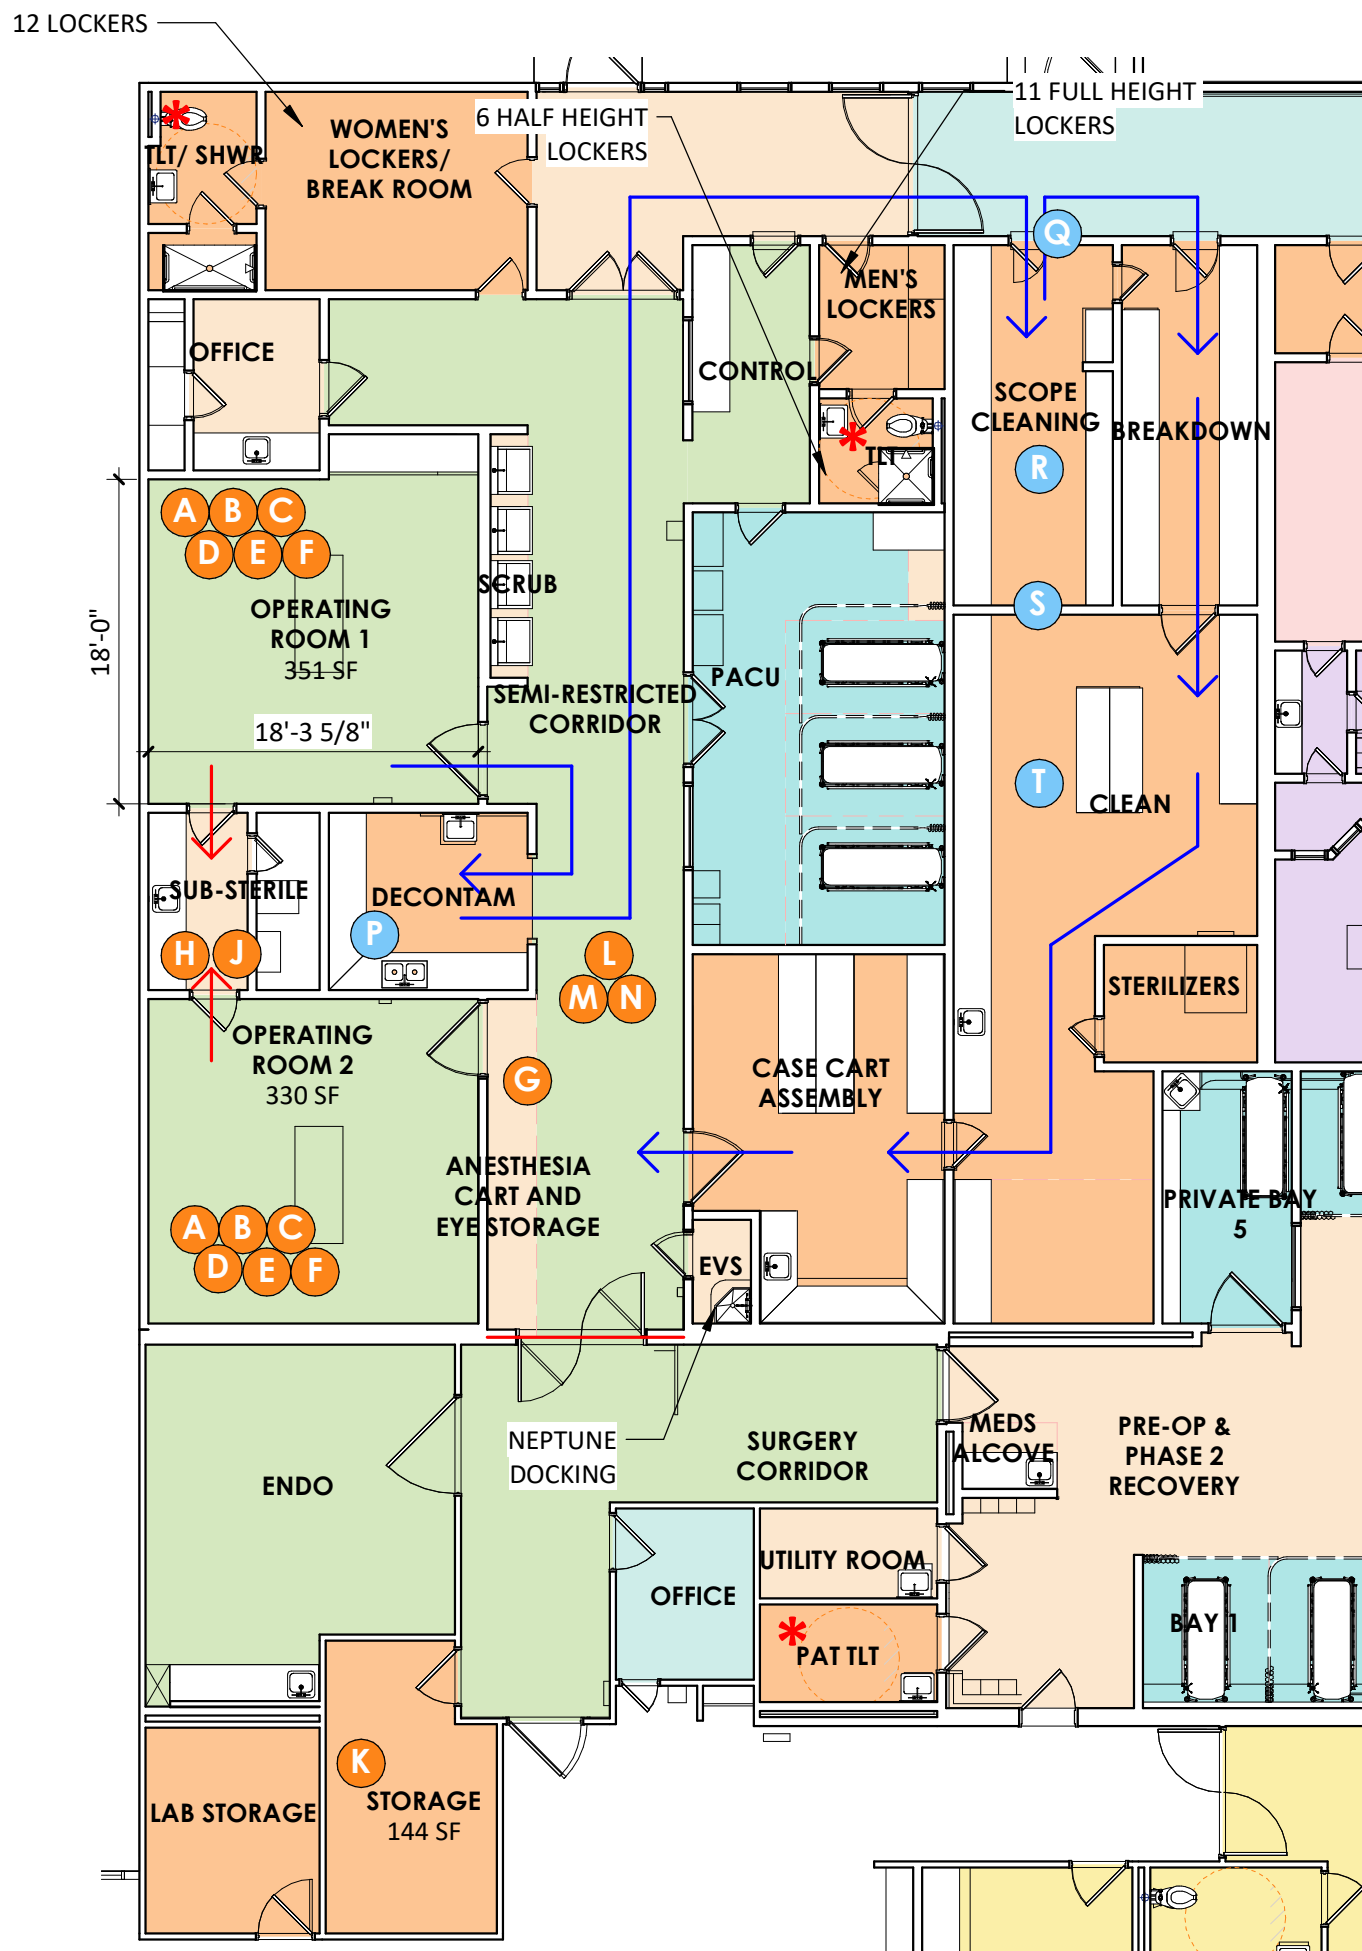 12 LOCKERS
11 FULL HEIGHT
LOCKERS
6 HALF HEIGHT
LOCKERS
TLT/ SHWR
WOMEN'S
LOCKERS/
BREAK ROOM
Q
MEN'S
LOCKERS
OFFICE
CONTROL
SCOPE
CLEANING
BREAKDOWN
TLT
R
A B C
D E F
SCRUB
S
OPERATING
ROOM 1
351 SF
18'-0"
PACU
SEMI-RESTRICTED
CORRIDOR
18'-3 5/8"
T
CLEAN
SUB-STERILE
DECONTAM
P
H J
L
M N
STERILIZERS
OPERATING
ROOM 2
330 SF
G
CASE CART
ASSEMBLY
ANESTHESIA
CART AND
EYE STORAGE
PRIVATE BAY
5
A B C
D E F
EVS
NEPTUNE
DOCKING
SURGERY
CORRIDOR
MEDS
ALCOVE
PRE-OP &
PHASE 2
RECOVERY
ENDO
UTILITY ROOM
OFFICE
BAY 1
PAT TLT
K
STORAGE
144 SF
LAB STORAGE